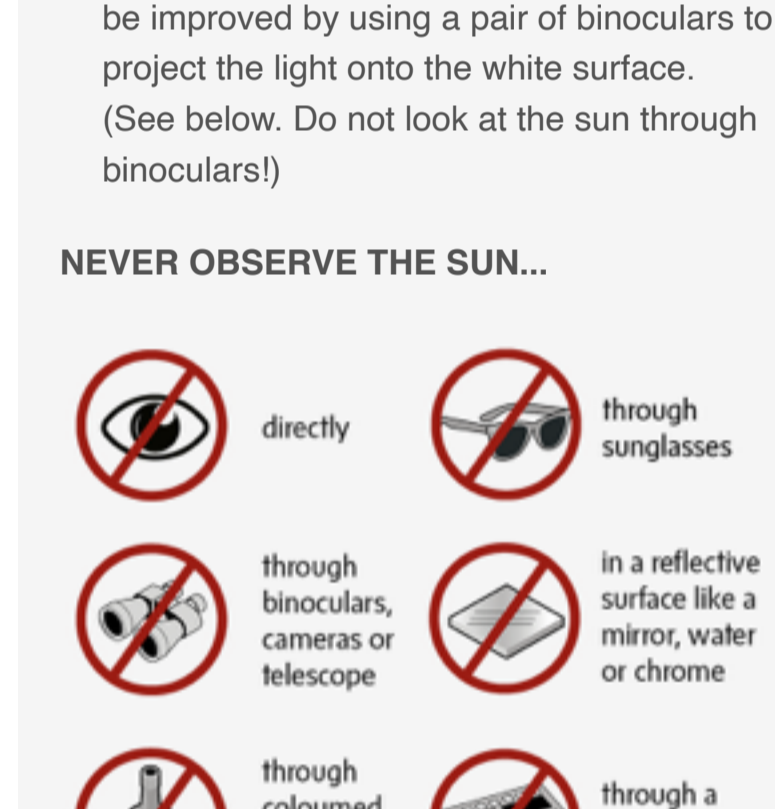 be improved by using a pair of binoculars to
project the light onto the white surface.
(See below. Do not look at the sun through
binoculars!)
NEVER OBSERVE THE SUN...
directly
through
sunglasses
through
binoculars,
cameras or
telescope
in a reflective
surface like a
mirror, water
or chrome
through
coloumed
through a